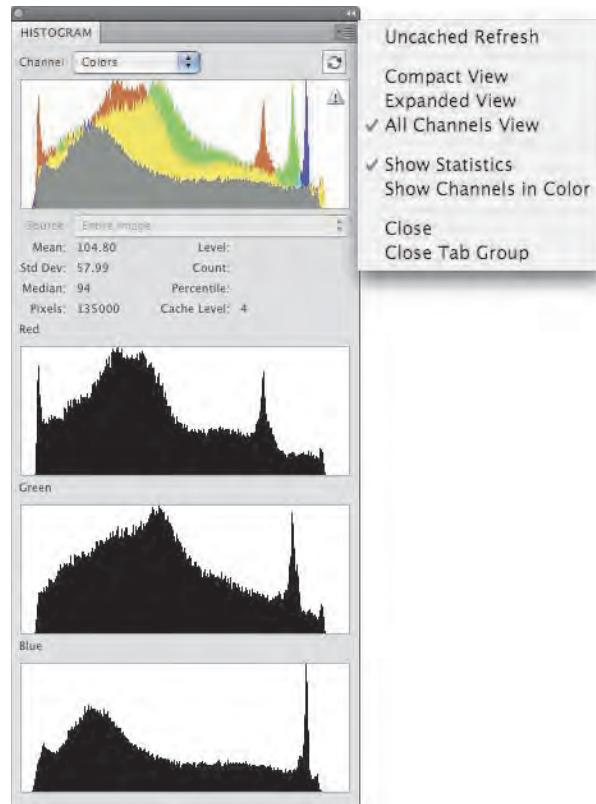 HISTOGRAM
Channel: Colors
Source: Entire Image
Mean: 104.80 Level:
Std Dev: 57.99 Count:
Median: 94 Percentile:
Pixels: 135000 Cache Level: 4
Red
Green
Blue
Uncached Refresh
Compact View
Expanded View
✓ All Channels View
✓ Show Statistics
Show Channels in Color
Close
Close Tab Group